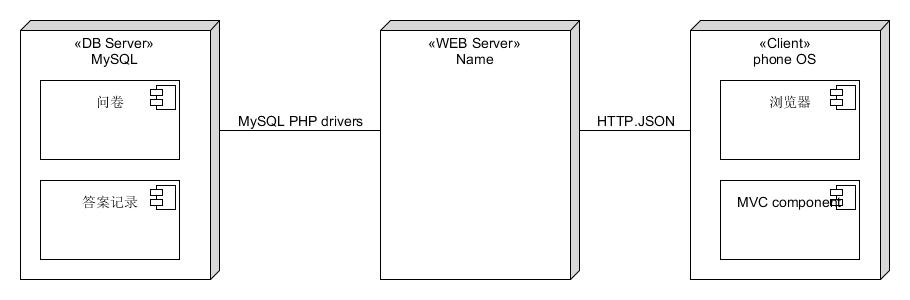 «DB Server»
MySQL
问卷
答案记录
MySQL PHP drivers
«WEB Server»
Name
HTTP.JSON
«Client»
phone OS
浏览器
MVC component